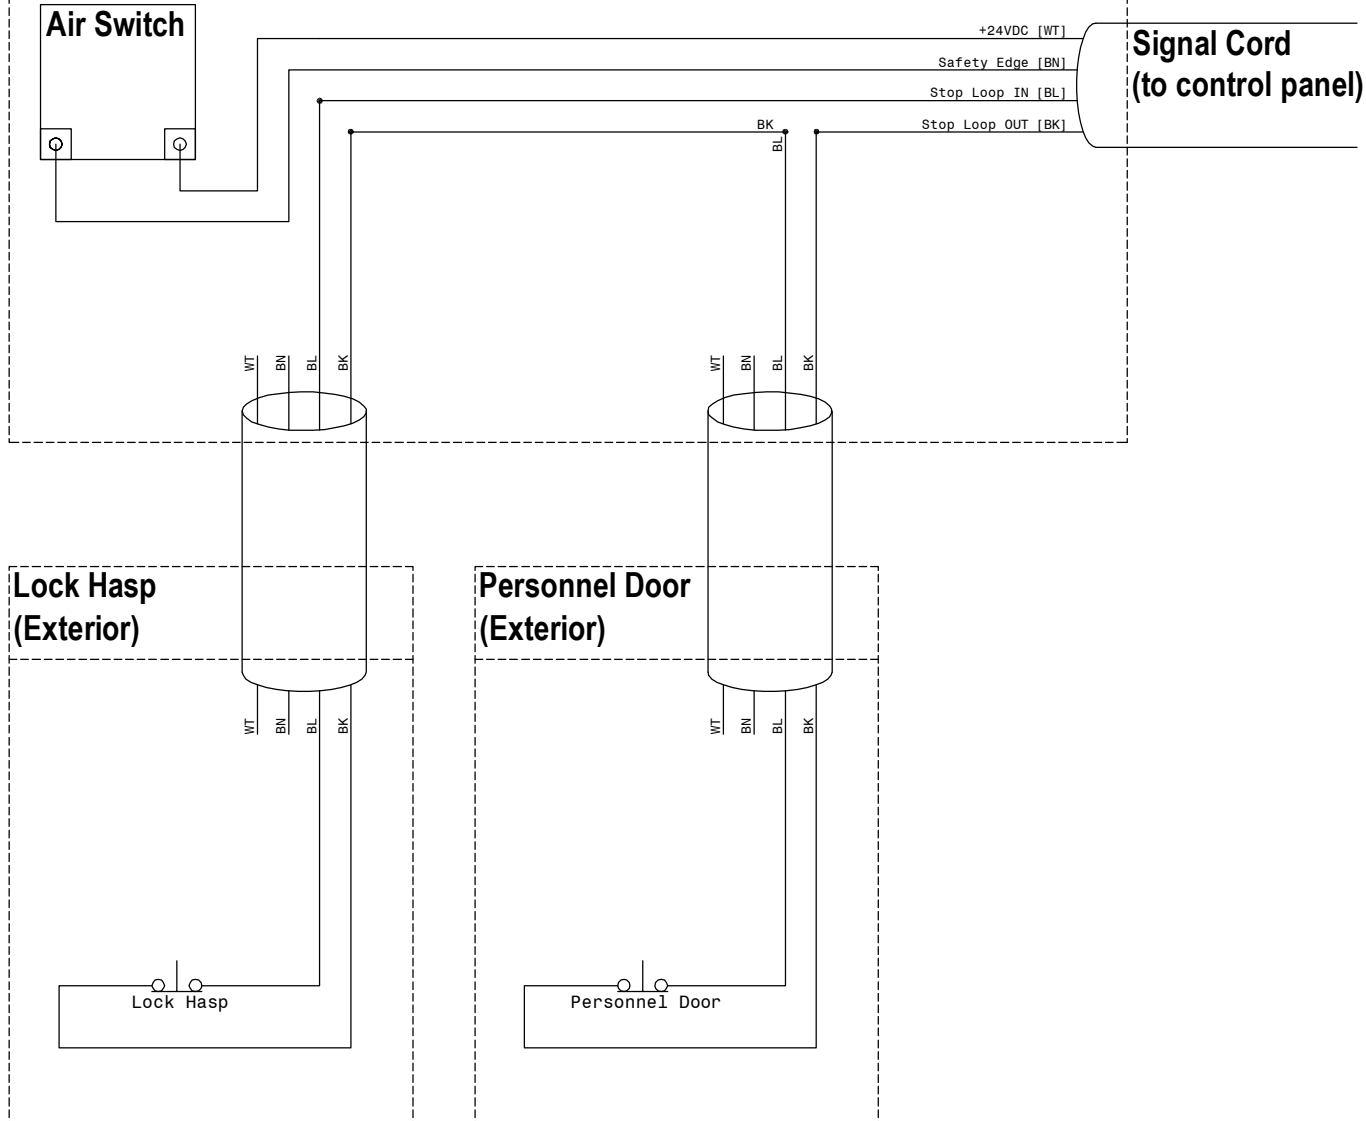 Air Switch
+24VDC [WT]
Safety Edge [BN]
Stop Loop IN [BL]
Stop Loop OUT [BK]
Signal Cord
(to control panel)
BK
BL
WT
BN
BL
BK
WT
BN
BL
BK
Lock Hasp
(Exterior)
Personnel Door
(Exterior)
WT
BN
BL
BK
WT
BN
BL
BK
Lock Hasp
Personnel Door